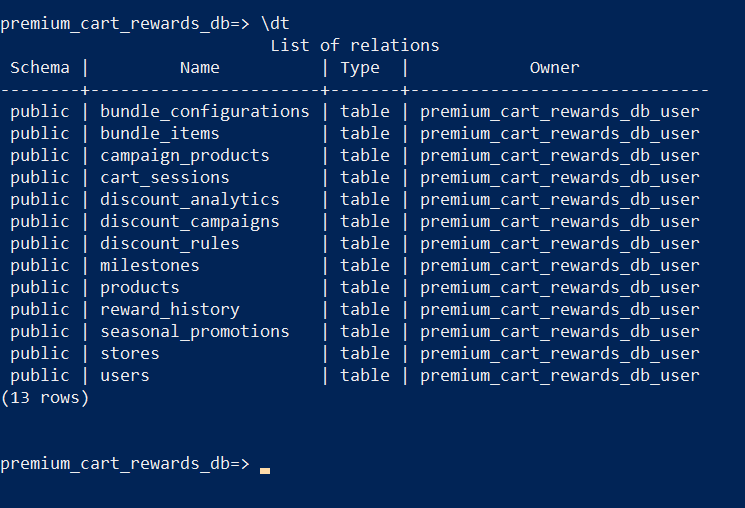 premium_cart_rewards_db=> \dt
                           List of relations
 Schema |         Name          | Type  |            Owner
--------+-----------------------+-------+------------------------------
 public | bundle_configurations | table | premium_cart_rewards_db_user
 public | bundle_items          | table | premium_cart_rewards_db_user
 public | campaign_products     | table | premium_cart_rewards_db_user
 public | cart_sessions         | table | premium_cart_rewards_db_user
 public | discount_analytics    | table | premium_cart_rewards_db_user
 public | discount_campaigns    | table | premium_cart_rewards_db_user
 public | discount_rules        | table | premium_cart_rewards_db_user
 public | milestones            | table | premium_cart_rewards_db_user
 public | products              | table | premium_cart_rewards_db_user
 public | reward_history        | table | premium_cart_rewards_db_user
 public | seasonal_promotions   | table | premium_cart_rewards_db_user
 public | stores                | table | premium_cart_rewards_db_user
 public | users                 | table | premium_cart_rewards_db_user
(13 rows)
premium_cart_rewards_db=>